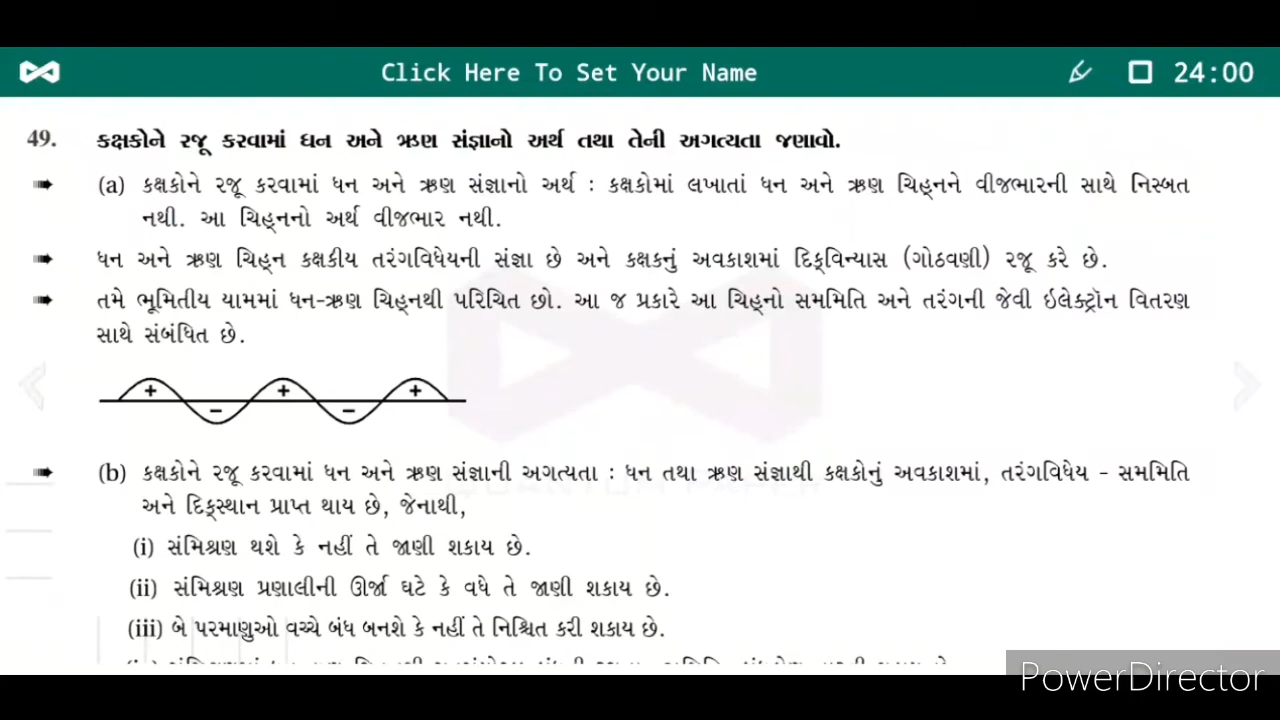 Click Here To Set Your Name
24:00
49. કક્ષકોને રજૂ કરવામાં ધન અને ઋણ સંજ્ઞાનો અર્થ તથા તેની અગત્યતા જણાવો.
(a) કક્ષકોને રજૂ કરવામાં ધન અને ઋણ સંજ્ઞાનો અર્થ : કક્ષકોમાં લખાતાં ધન અને ઋણ ચિહ્નને વીજભારની સાથે નિસ્બત
નથી. આ ચિહ્નનો અર્થ વીજભાર નથી.
ધન અને ઋણ ચિહ્ન કક્ષકીય તરંગવિધેયની સંજ્ઞા છે અને કક્ષકનું અવકાશમાં દિક્‌વિન્યાસ (ગોઠવણી) રજૂ કરે છે.
તમે ભૂમિતીય યામમાં ધન-ઋણ ચિહ્નથી પરિચિત છો. આ જ પ્રકારે આ ચિહ્નો સમમિતિ અને તરંગની જેવી ઇલેક્ટ્રૉન વિતરણ
સાથે સંબંધિત છે.
+ − + − +
(b) કક્ષકોને રજૂ કરવામાં ધન અને ઋણ સંજ્ઞાની અગત્યતા : ધન તથા ઋણ સંજ્ઞાથી કક્ષકોનું અવકાશમાં, તરંગવિધેય - સમમિતિ
અને દિક્‌સ્થાન પ્રાપ્ત થાય છે, જેનાથી,
(i) સંમિશ્રણ થશે કે નહીં તે જાણી શકાય છે.
(ii) સંમિશ્રણ પ્રણાલીની ઊર્જા ઘટે કે વધે તે જાણી શકાય છે.
(iii) બે પરમાણુઓ વચ્ચે બંધ બનશે કે નહીં તે નિશ્ચિત કરી શકાય છે.
PowerDirector